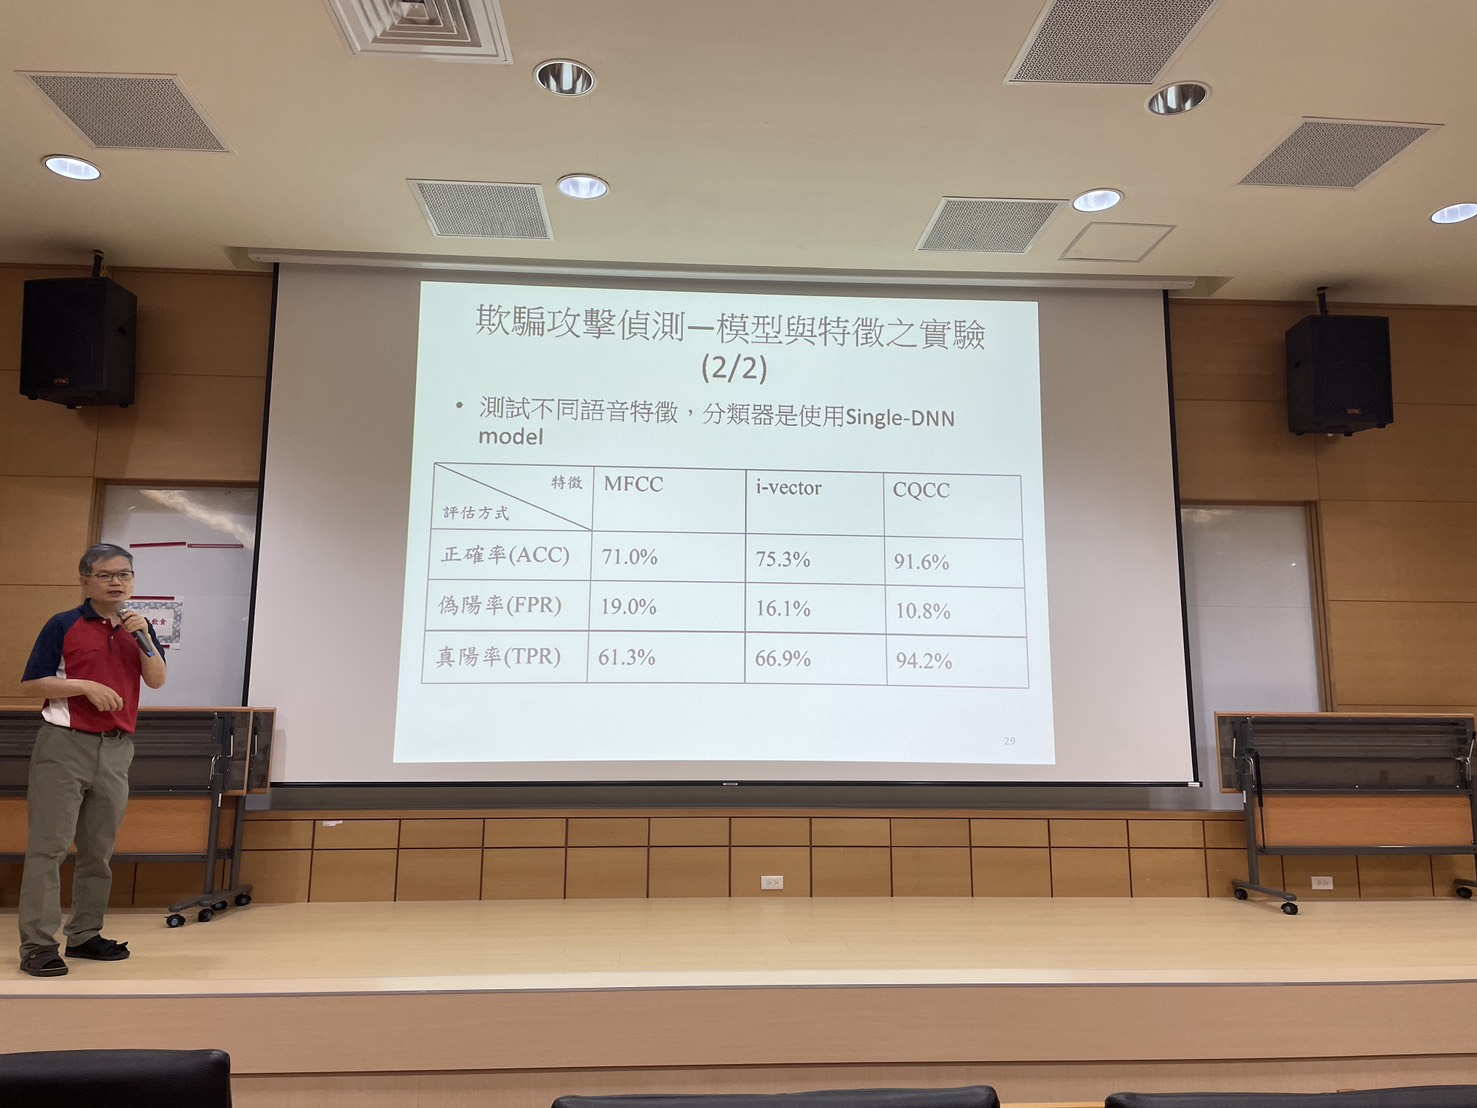 欺騙攻擊偵測—模型與特徵之實驗
(2/2)
• 測試不同語音特徵，分類器是使用Single-DNN
model
特徵
評估方式
MFCC
i-vector
CQCC
正確率(ACC) 71.0% 75.3% 91.6%
偽陽率(FPR) 19.0% 16.1% 10.8%
真陽率(TPR) 61.3% 66.9% 94.2%
29
飲食